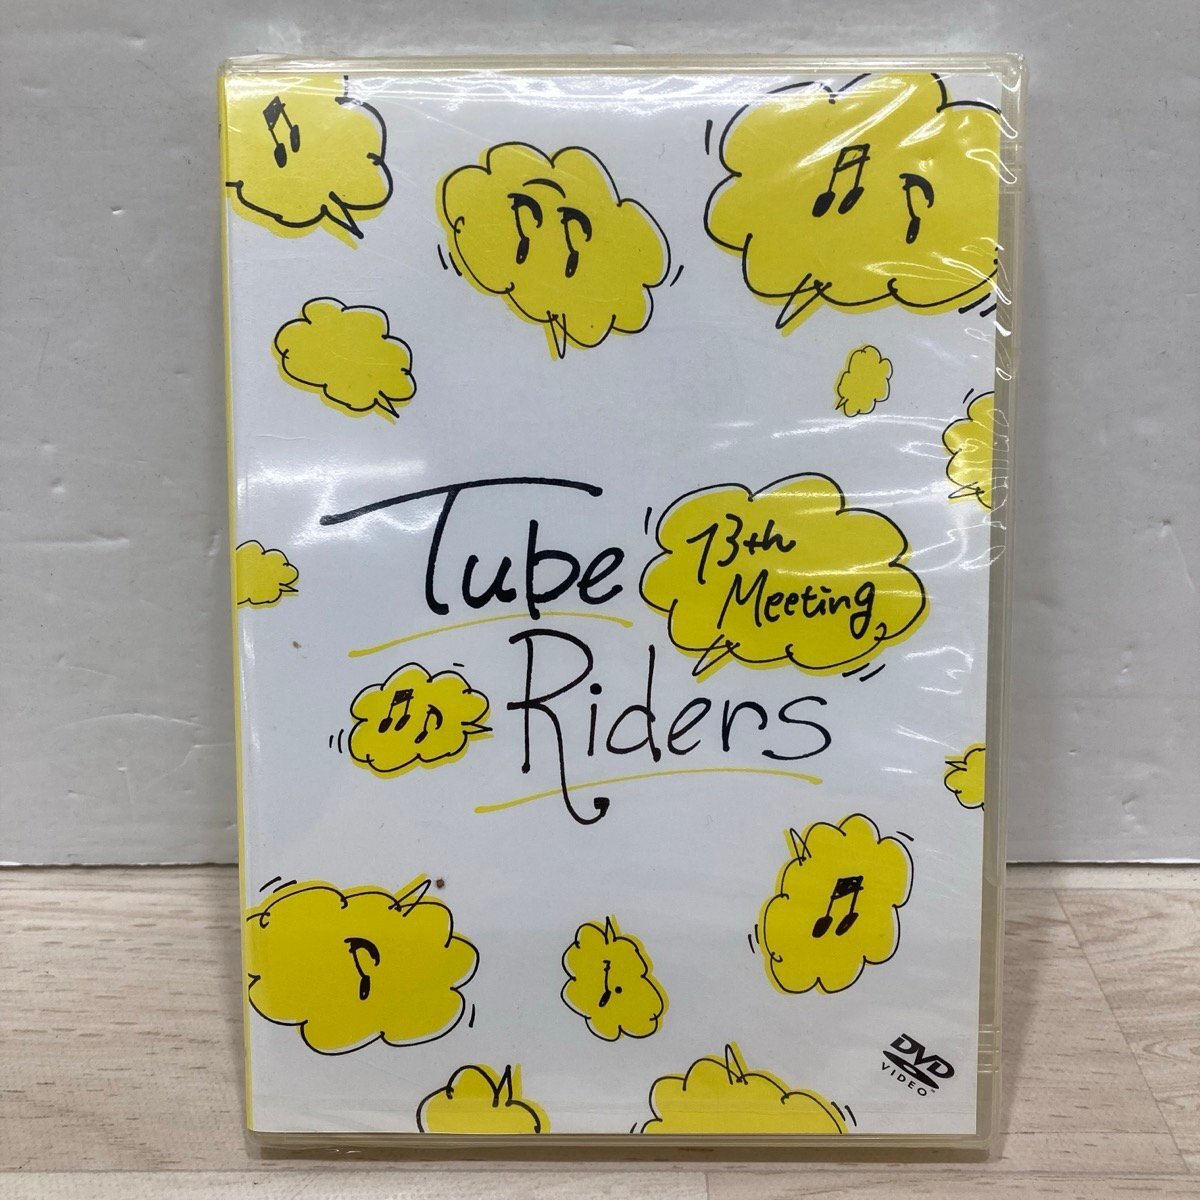 Tube
13th
Meeting
Riders
DVD
VIDEO